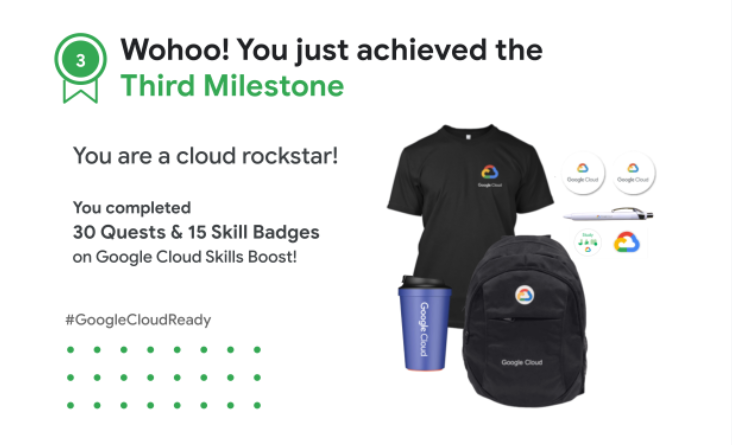 3
Wohoo! You just achieved the
Third Milestone
You are a cloud rockstar!
You completed
30 Quests & 15 Skill Badges
on Google Cloud Skills Boost!
#GoogleCloudReady
Google Cloud
Google Cloud
Google Cloud
Google Cloud
Google Cloud